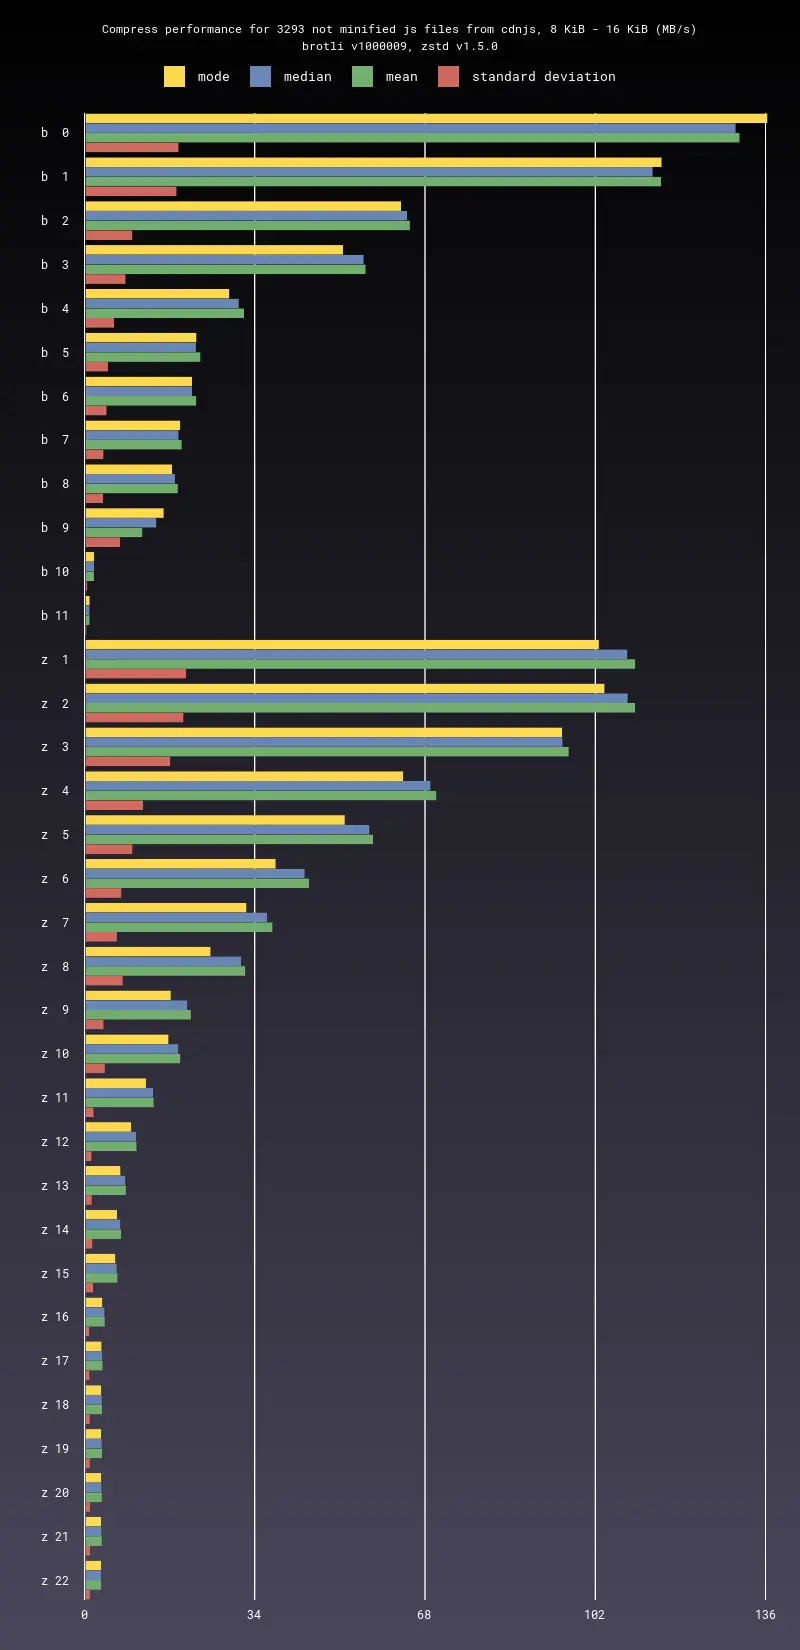 Compress performance for 3293 not minified js files from cdnjs, 8 KiB - 16 KiB (MB/s)
brotli v1000009, zstd v1.5.0
mode median mean standard deviation
b 0
b 1
b 2
b 3
b 4
b 5
b 6
b 7
b 8
b 9
b 10
b 11
z 1
z 2
z 3
z 4
z 5
z 6
z 7
z 8
z 9
z 10
z 11
z 12
z 13
z 14
z 15
z 16
z 17
z 18
z 19
z 20
z 21
z 22
0 34 68 102 136